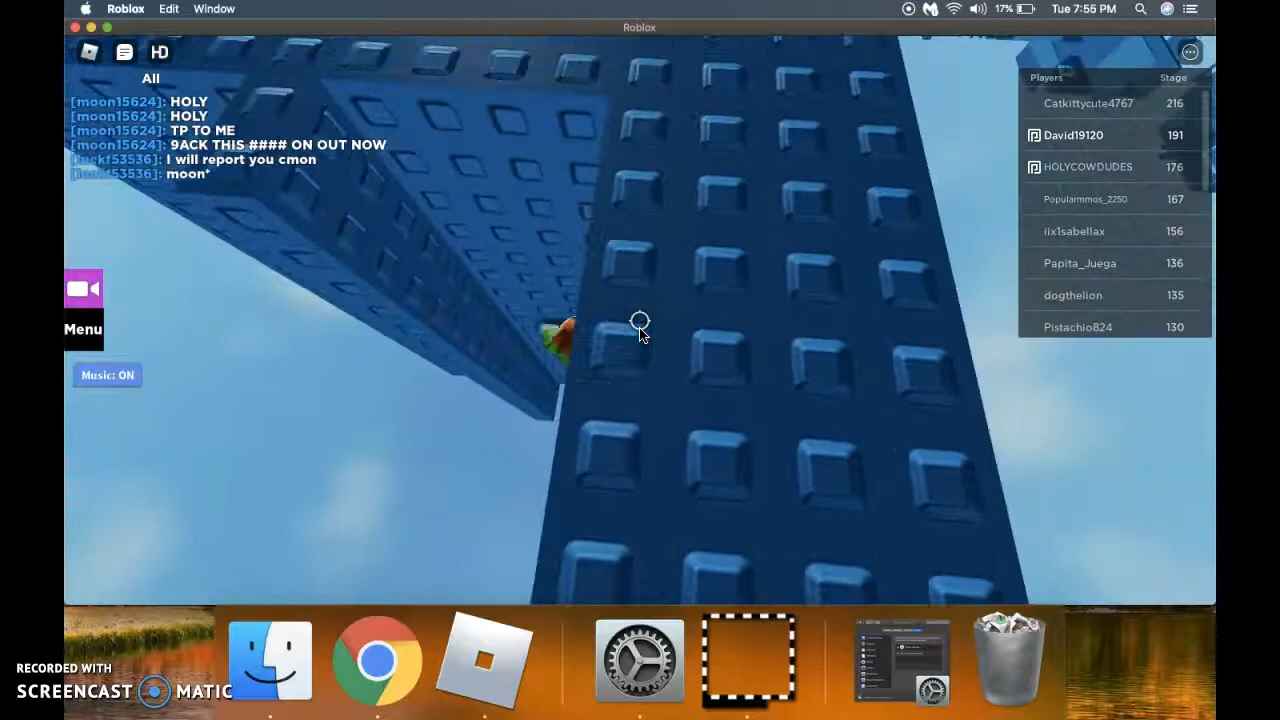 Roblox Edit Window 17% Tue 7:55 PM
Roblox
HD
All
[moon15624]: HOLY
[moon15624]: HOLY
[moon15624]: TP TO ME
[moon15624]: 9ACK THIS #### ON OUT NOW
I will report you cmon
moon*
Players Stage
Catkittycute4767 216
David19120 191
HOLYCOWDUDES 176
Popularmmos_2250 167
iix1sabellax 156
Papita_Juega 136
dogthelion 135
Pistachio824 130
Menu
Music: ON
RECORDED WITH
SCREENCAST MATIC